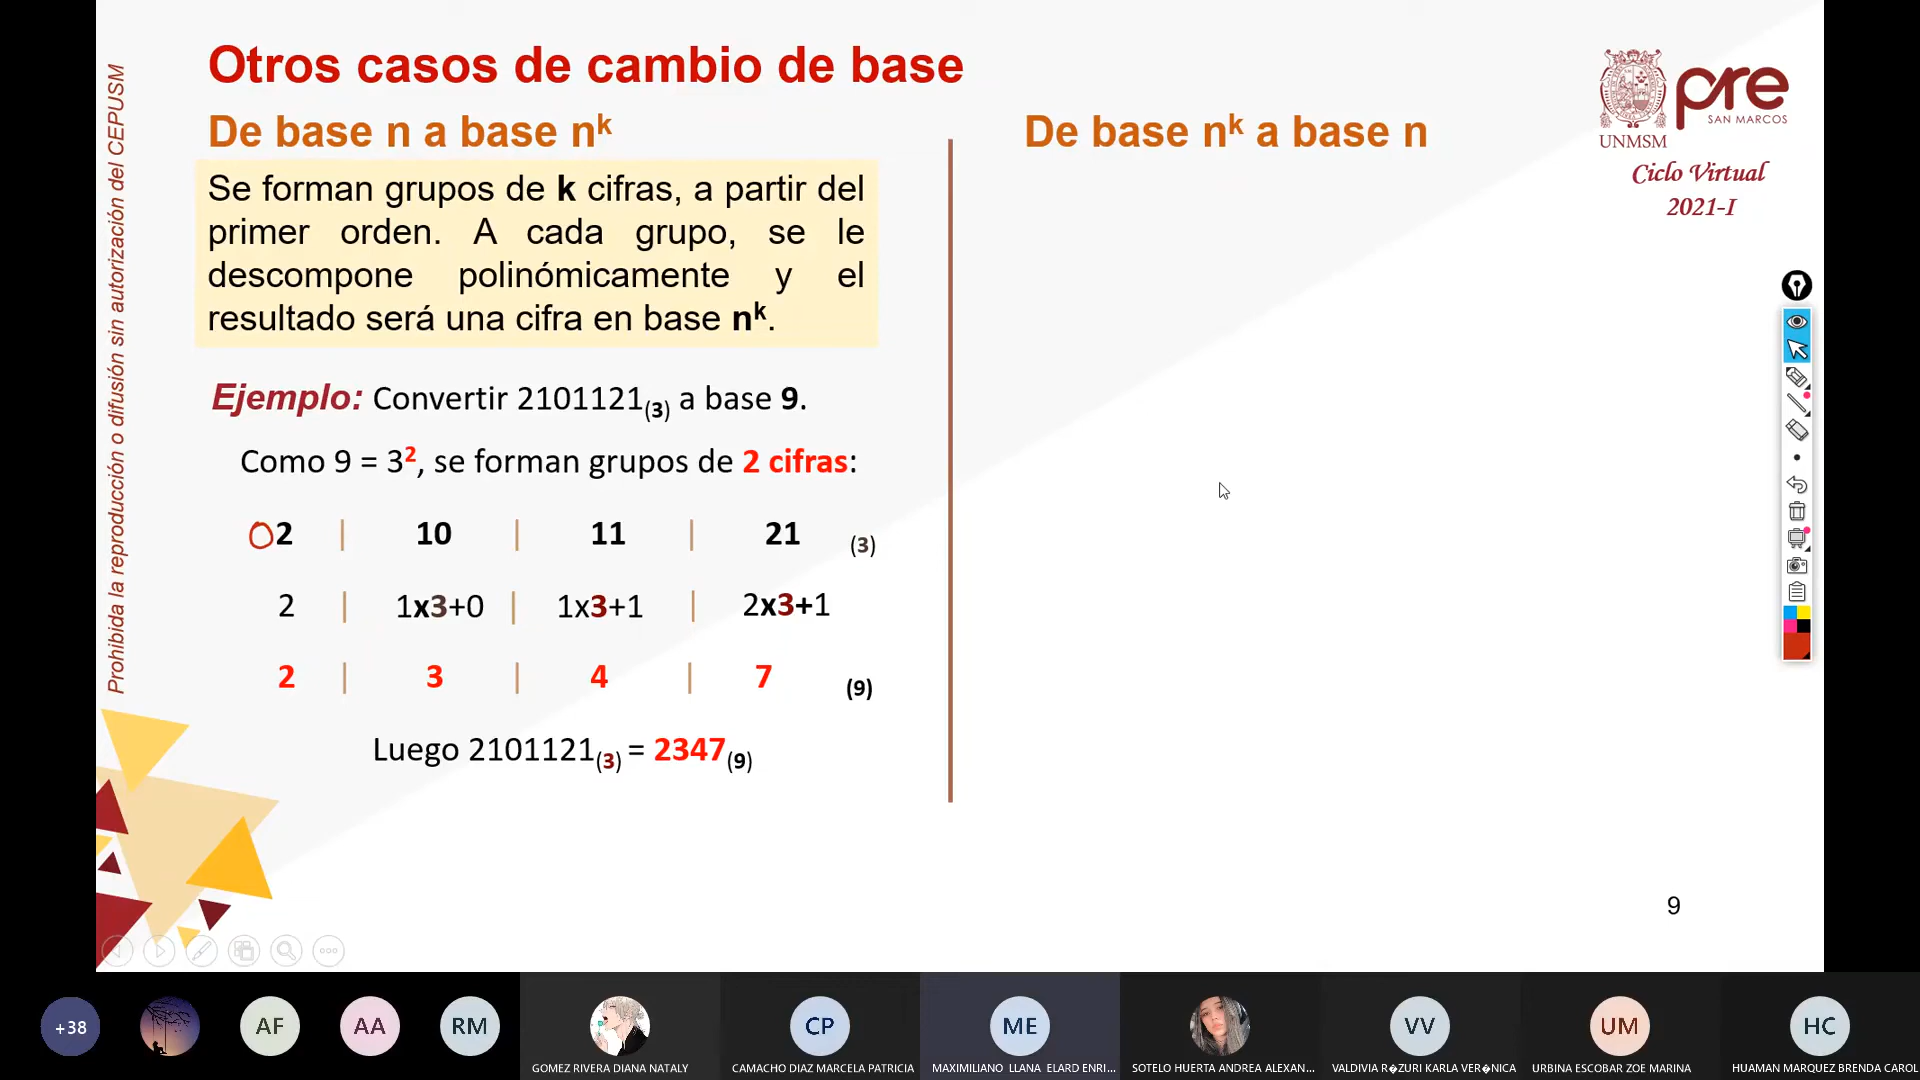 Otros casos de cambio de base
De base n a base nᵏ
Se forman grupos de k cifras, a partir del
primer orden. A cada grupo, se le
descompone polinómicamente y el
resultado será una cifra en base nᵏ.
Ejemplo: Convertir 2101121₍₃₎ a base 9.
Como 9 = 3², se forman grupos de 2 cifras:
02 | 10 | 11 | 21 (3)
2 | 1x3+0 | 1x3+1 | 2x3+1
2 | 3 | 4 | 7 (9)
Luego 2101121₍₃₎ = 2347₍₉₎
De base nᵏ a base n
UNMSM
pre
SAN MARCOS
Ciclo Virtual
2021-I
Prohibida la reproducción o difusión sin autorización del CEPUSM
9
+38
AF
AA
RM
GOMEZ RIVERA DIANA NATALY
CP
CAMACHO DIAZ MARCELA PATRICIA
ME
MAXIMILIANO LLANA ELARD ENRI...
SOTELO HUERTA ANDREA ALEXAN...
VV
VALDIVIA R�ZURI KARLA VER�NICA
UM
URBINA ESCOBAR ZOE MARINA
HC
HUAMAN MARQUEZ BRENDA CAROL